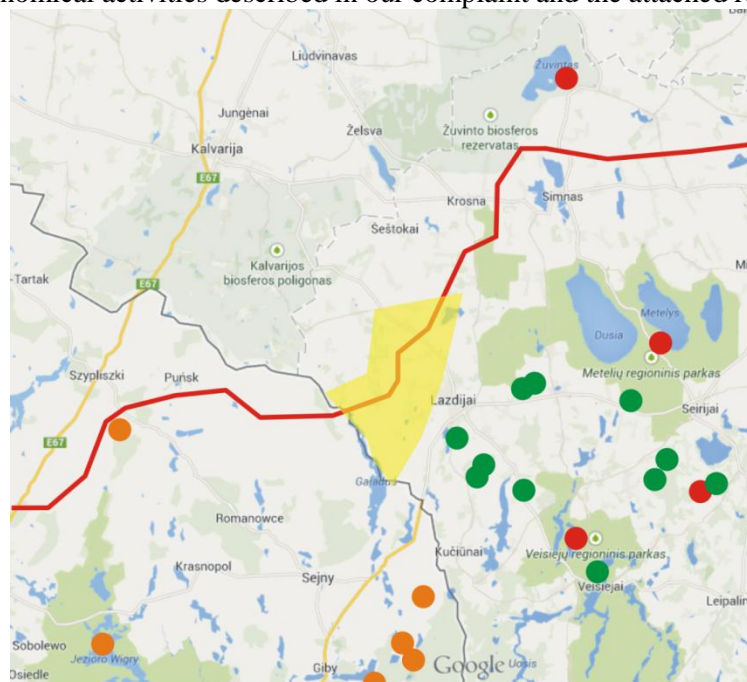 nomical activities described in our complaint and the attached
Liudvinavas
Žuvintas
Jungėnai
Želsva
Žuvinto biosferos
rezervatas
Kalvarija
E67
Krosna
Simnas
Šeštokai
Kalvarijos
biosferos poligonas
-Tartak
E67
Metelys
Dusia
Szypliszki
Puńsk
Metelių regioninis parkas
Lazdijai
Seirijai
E67
Galadus
Romanowce
Kučiūnai
Veisiejų regioninis parkas
Krasnopol
Sejny
Veisiejai
Leipalin
Sobolewo
Jezioro Wigry
Giby
Google
Osiedle